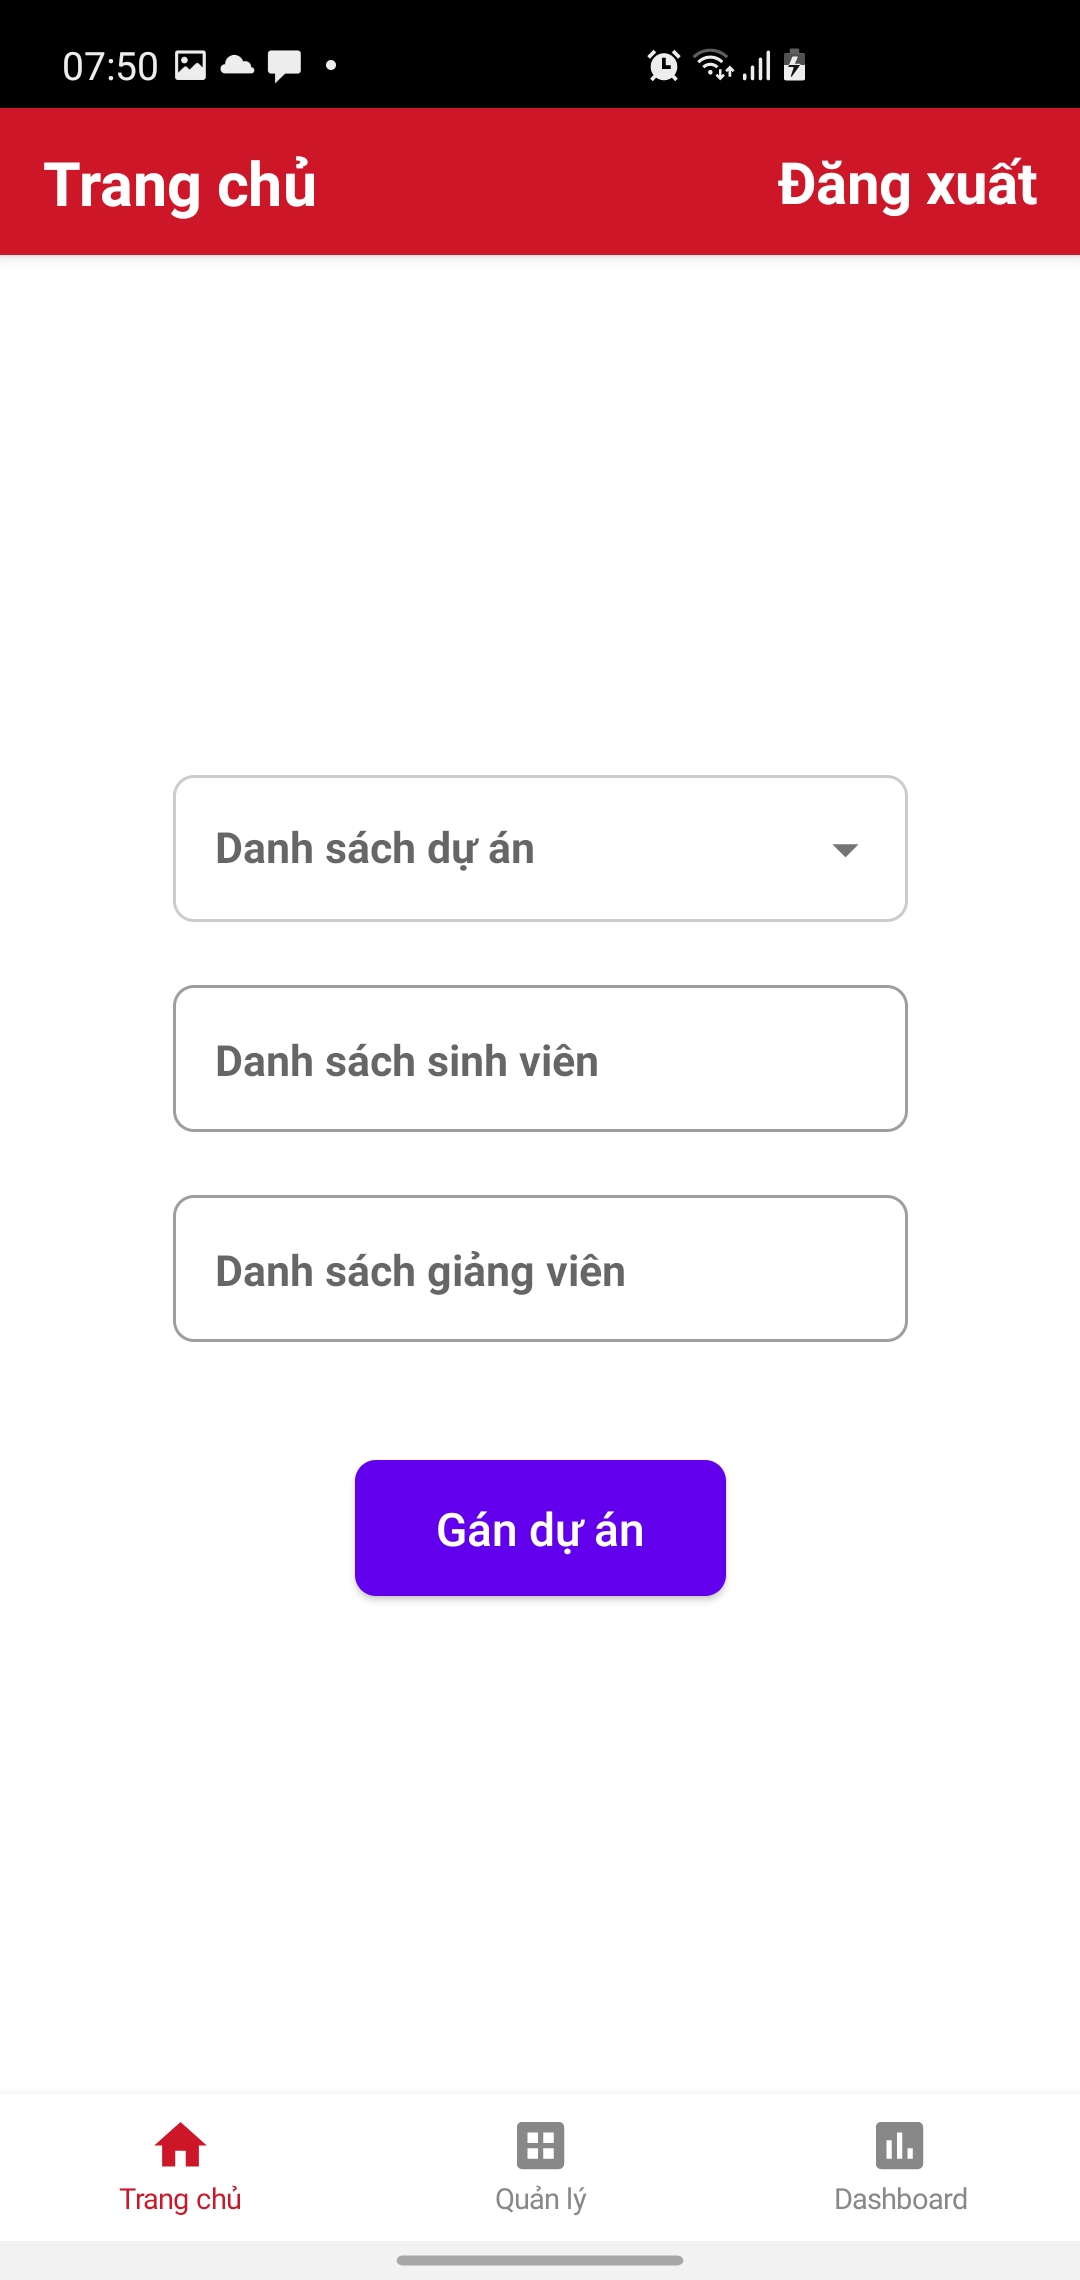 07:50
Trang chủ
Đăng xuất
Danh sách dự án
Danh sách sinh viên
Danh sách giảng viên
Gán dự án
Trang chủ
Quản lý
Dashboard